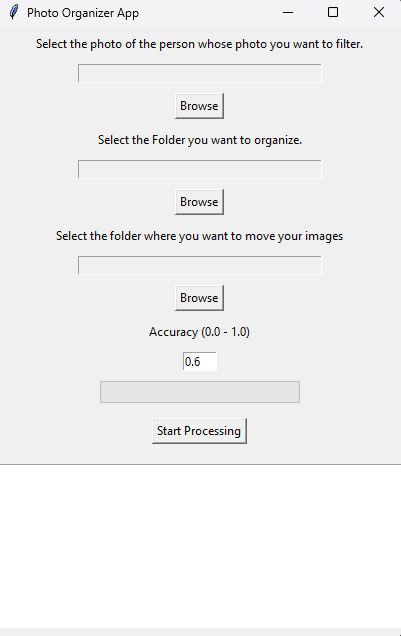 Photo Organizer App
Select the photo of the person whose photo you want to filter.
Browse
Select the Folder you want to organize.
Browse
Select the folder where you want to move your images
Browse
Accuracy (0.0 - 1.0)
0.6
Start Processing